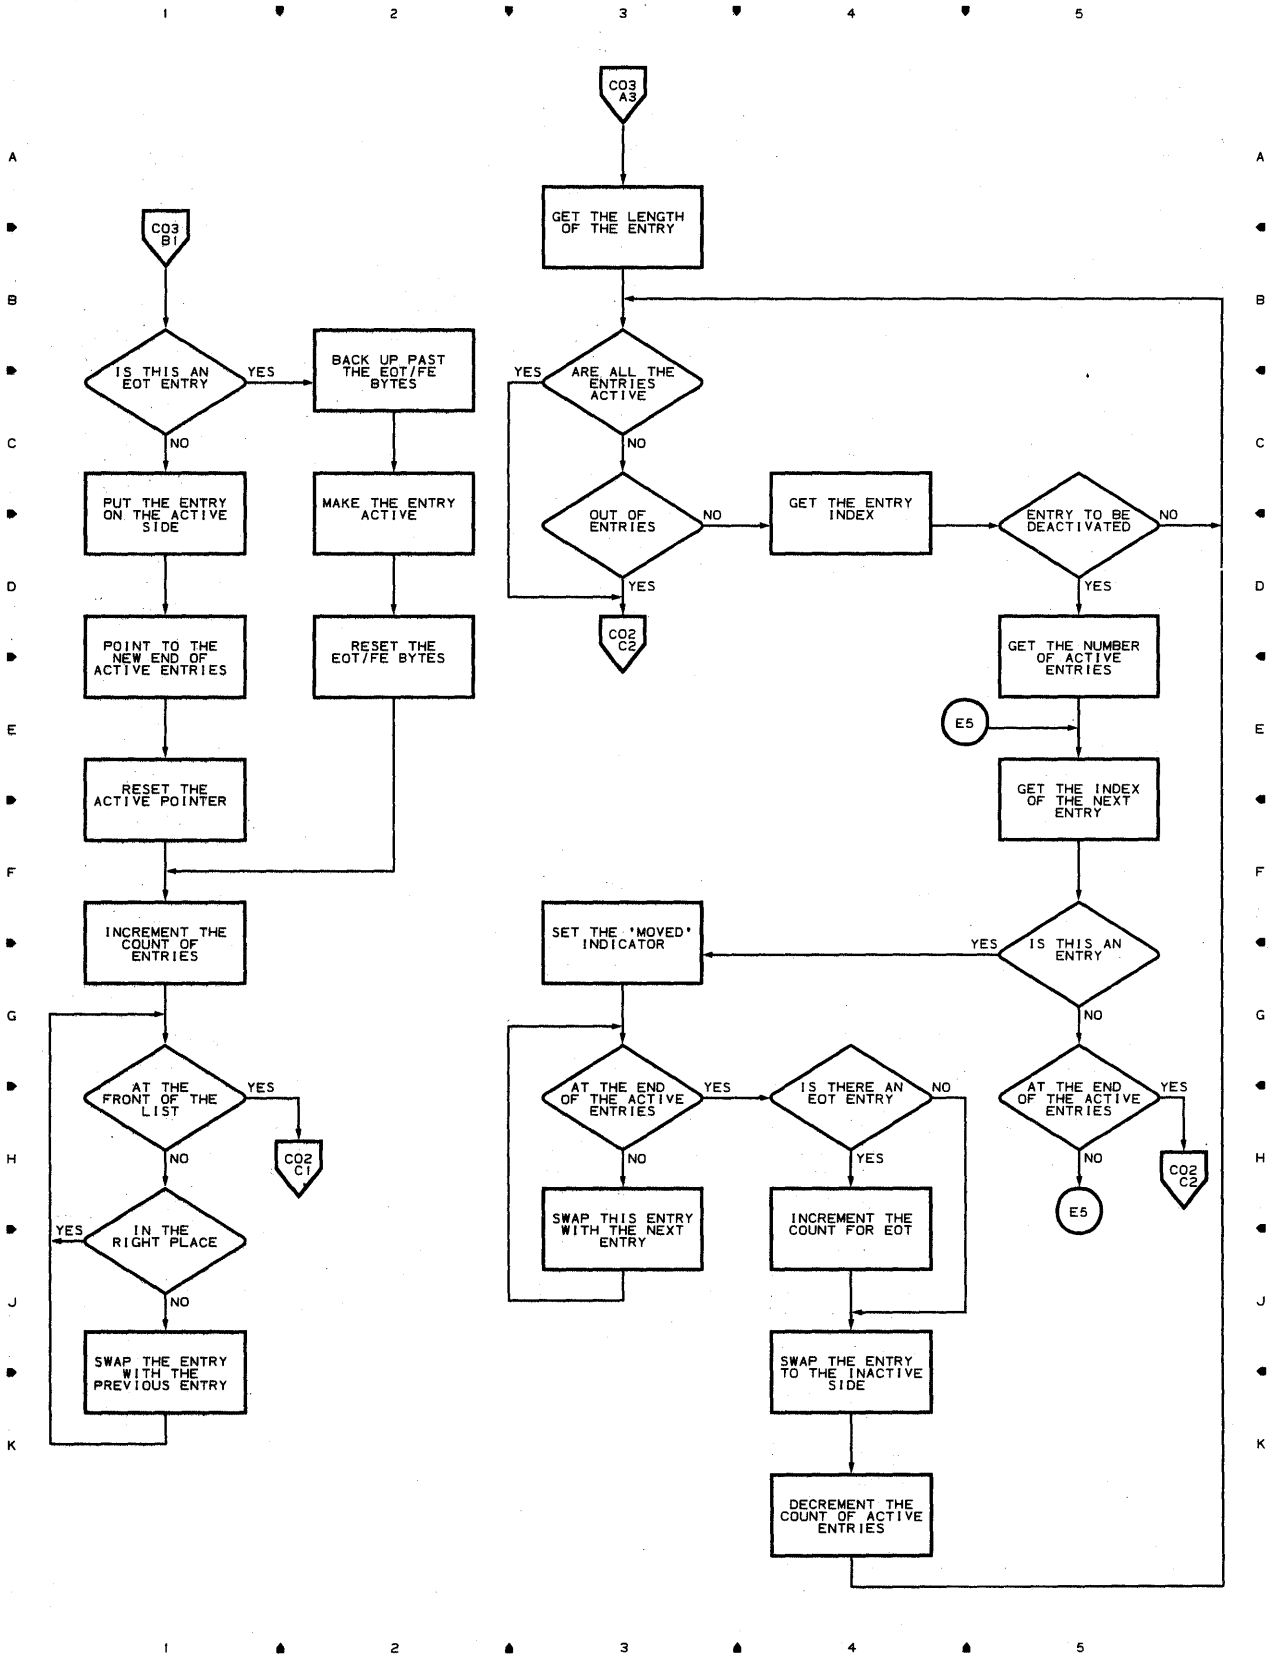 1 2 3 4 5
CO3
A3
A A
GET THE LENGTH
OF THE ENTRY
CO3
B1
B B
IS THIS AN
EOT ENTRY
YES
NO
BACK UP PAST
THE EOT/FE
BYTES
YES
ARE ALL THE
ENTRIES
ACTIVE
NO
C C
PUT THE ENTRY
ON THE ACTIVE
SIDE
MAKE THE ENTRY
ACTIVE
OUT OF
ENTRIES
NO
YES
GET THE ENTRY
INDEX
ENTRY TO BE
DEACTIVATED
NO
YES
D D
POINT TO THE
NEW END OF
ACTIVE ENTRIES
RESET THE
EOT/FE BYTES
CO2
C2
GET THE NUMBER
OF ACTIVE
ENTRIES
E E
E5
RESET THE
ACTIVE POINTER
GET THE INDEX
OF THE NEXT
ENTRY
F F
INCREMENT THE
COUNT OF
ENTRIES
SET THE 'MOVED'
INDICATOR
YES
IS THIS AN
ENTRY
NO
G G
AT THE
FRONT OF THE
LIST
YES
NO
AT THE END
OF THE ACTIVE
ENTRIES
YES
NO
IS THERE AN
EOT ENTRY
NO
YES
AT THE END
OF THE ACTIVE
ENTRIES
YES
NO
H H
CO2
C1
CO2
C2
YES
IN THE
RIGHT PLACE
NO
SWAP THIS ENTRY
WITH THE NEXT
ENTRY
INCREMENT THE
COUNT FOR EOT
E5
J J
SWAP THE ENTRY
WITH THE
PREVIOUS ENTRY
SWAP THE ENTRY
TO THE INACTIVE
SIDE
K K
DECREMENT THE
COUNT OF ACTIVE
ENTRIES
1 2 3 4 5